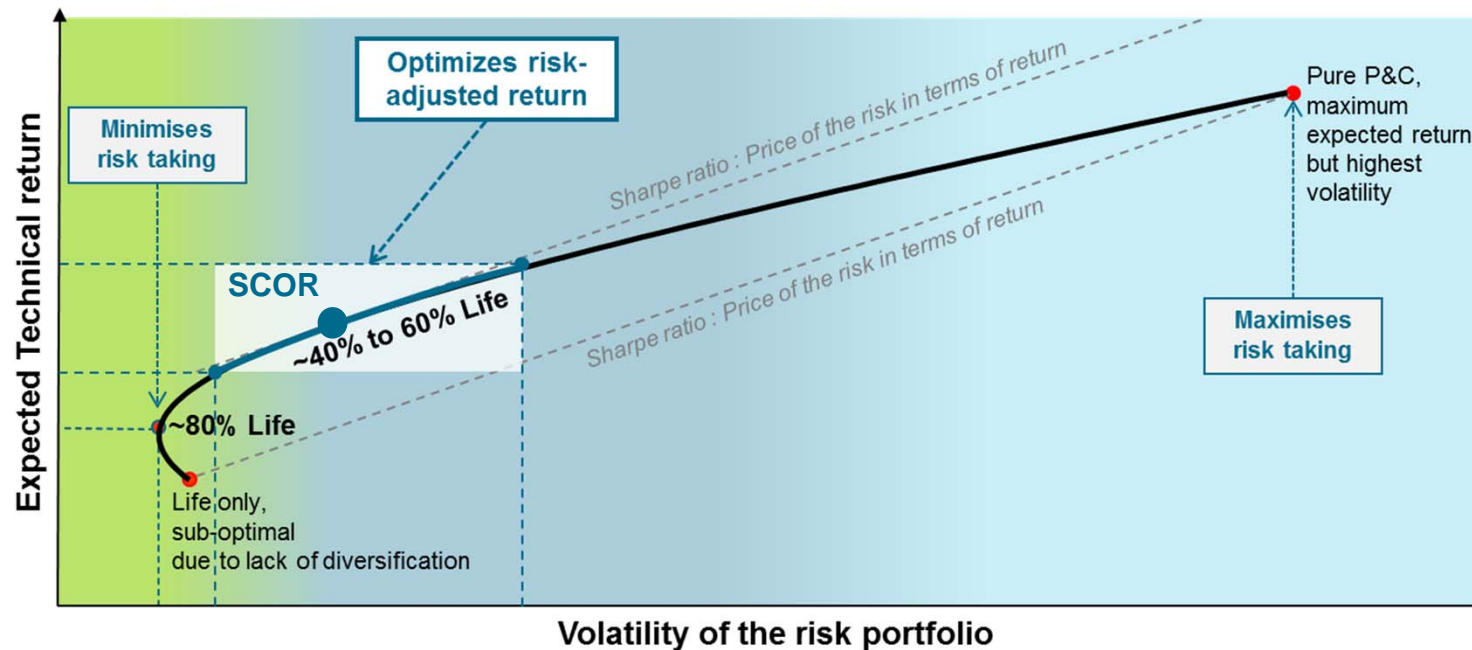 Optimizes risk-
adjusted return
Minimises
risk taking
Expected Technical return
Sharpe ratio : Price of the risk in terms of return
Pure P&C,
maximum
expected return
but highest
volatility
SCOR
~40% to 60% Life
Sharpe ratio : Price of the risk in terms of return
Maximises
risk taking
~80% Life
Life only,
sub-optimal
due to lack of diversification
Volatility of the risk portfolio